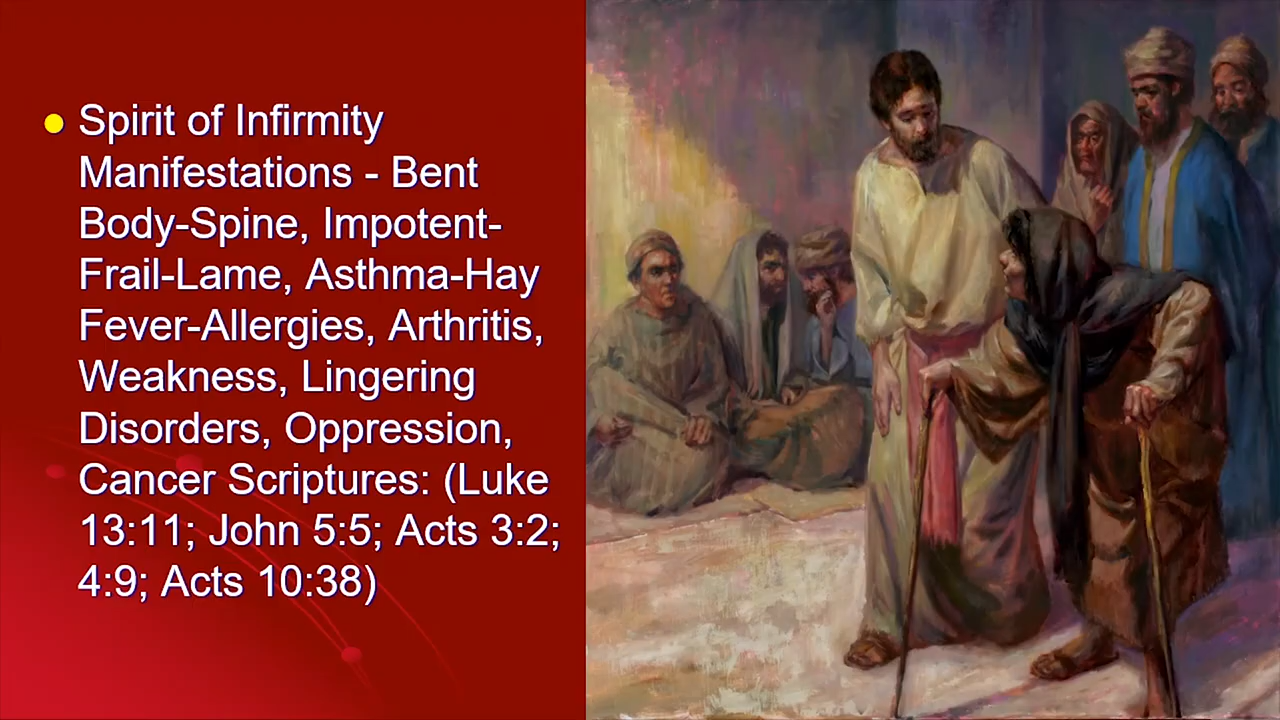 Spirit of Infirmity
Manifestations - Bent
Body-Spine, Impotent-
Frail-Lame, Asthma-Hay
Fever-Allergies, Arthritis,
Weakness, Lingering
Disorders, Oppression,
Cancer Scriptures: (Luke
13:11; John 5:5; Acts 3:2;
4:9; Acts 10:38)